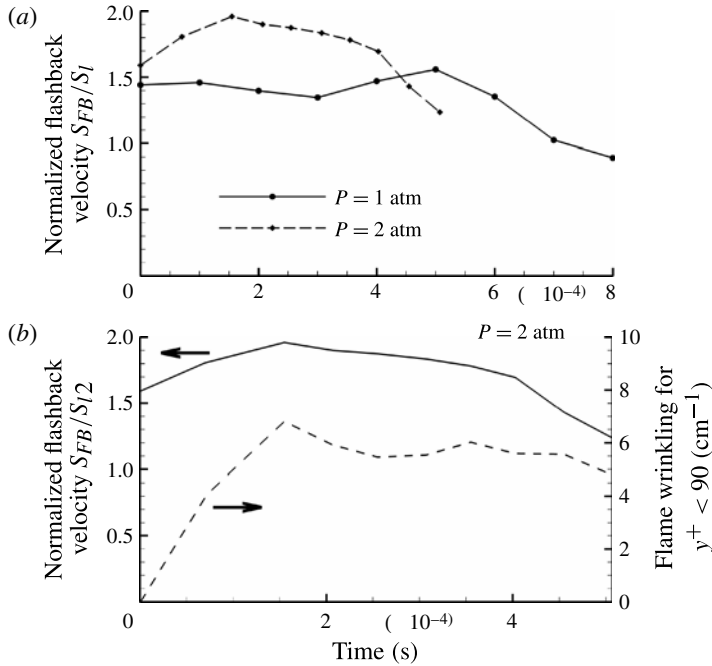 (a)
Normalized flashback
velocity S_FB/S_l
2.0
1.5
1.0
0.5
P = 1 atm
P = 2 atm
0 2 4 6 ( 10⁻⁴) 8
(b)
P = 2 atm
Normalized flashback
velocity S_FB/S_l2
2.0
1.5
1.0
0.5
10
8
6
4
2
0
Flame wrinkling for
y⁺ < 90 (cm⁻¹)
0 2 ( 10⁻⁴) 4
Time (s)